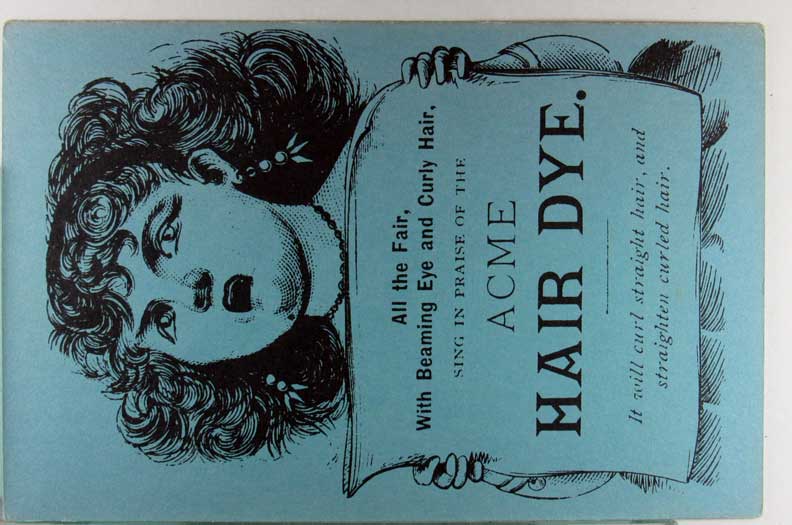 All the Fair,
With Beaming Eye and Curly Hair,
SING IN PRAISE OF THE
ACME
HAIR DYE.
It will curl straight hair, and
straighten curled hair.